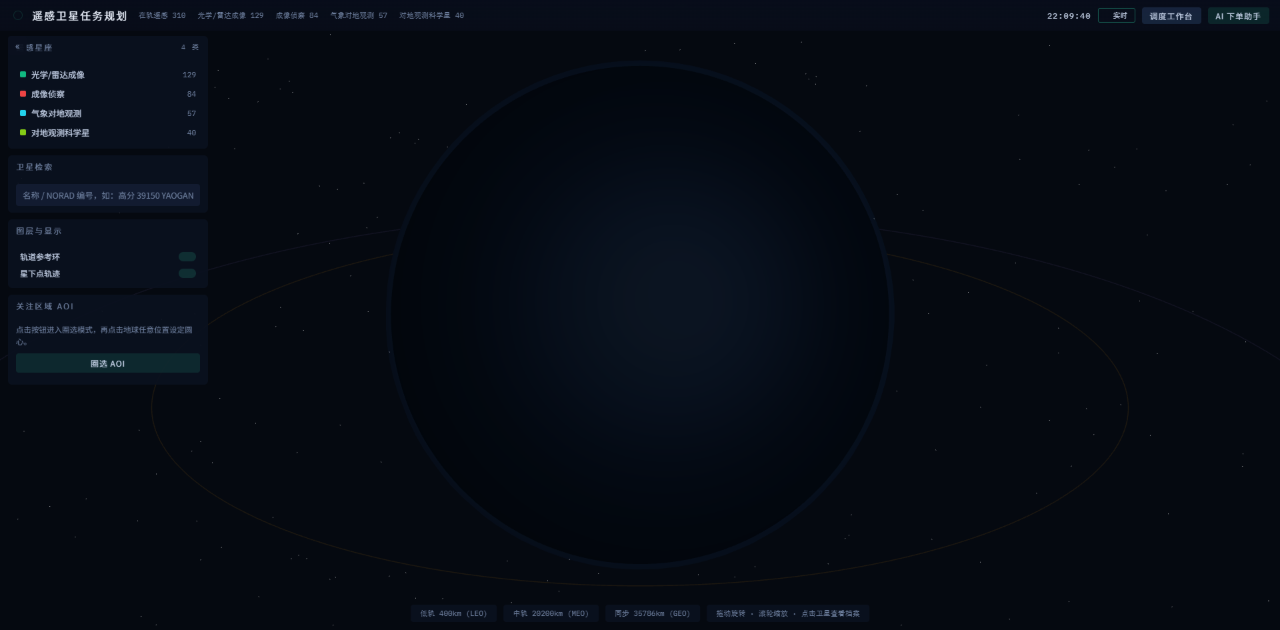 遥感卫星任务规划
在轨遥感 310 光学/雷达成像 129 成像侦察 84 气象对地观测 57 对地观测科学星 40
22:09:40
实时
调度工作台
AI 下单助手
感星座
4 类
光学/雷达成像 129
成像侦察 84
气象对地观测 57
对地观测科学星 40
卫星检索
名称 / NORAD 编号，如：高分 39150 YAOGAN
图层与显示
轨道参考环
星下点轨迹
关注区域 AOI
点击按钮进入圈选模式，再点击地球任意位置设定圆
心。
圈选 AOI
低轨 400km (LEO)
中轨 20200km (MEO)
同步 35786km (GEO)
拖动旋转 · 滚轮缩放 · 点击卫星查看档案